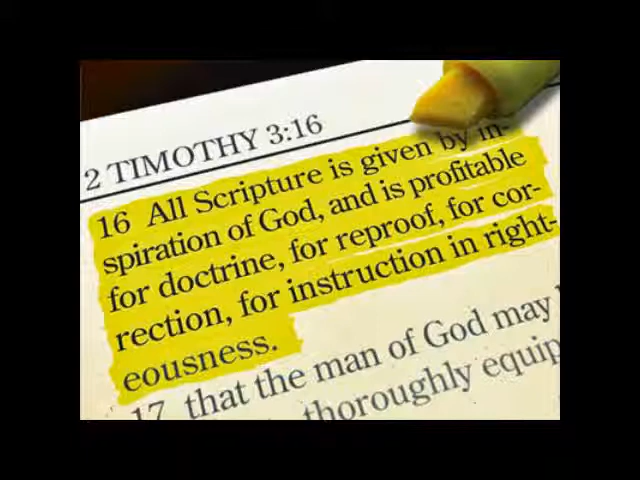 2 TIMOTHY 3:16
16 All Scripture is given by in-
spiration of God, and is profitable
for doctrine, for reproof, for cor-
rection, for instruction in right-
eousness.
17 that the man of God may
thoroughly equip